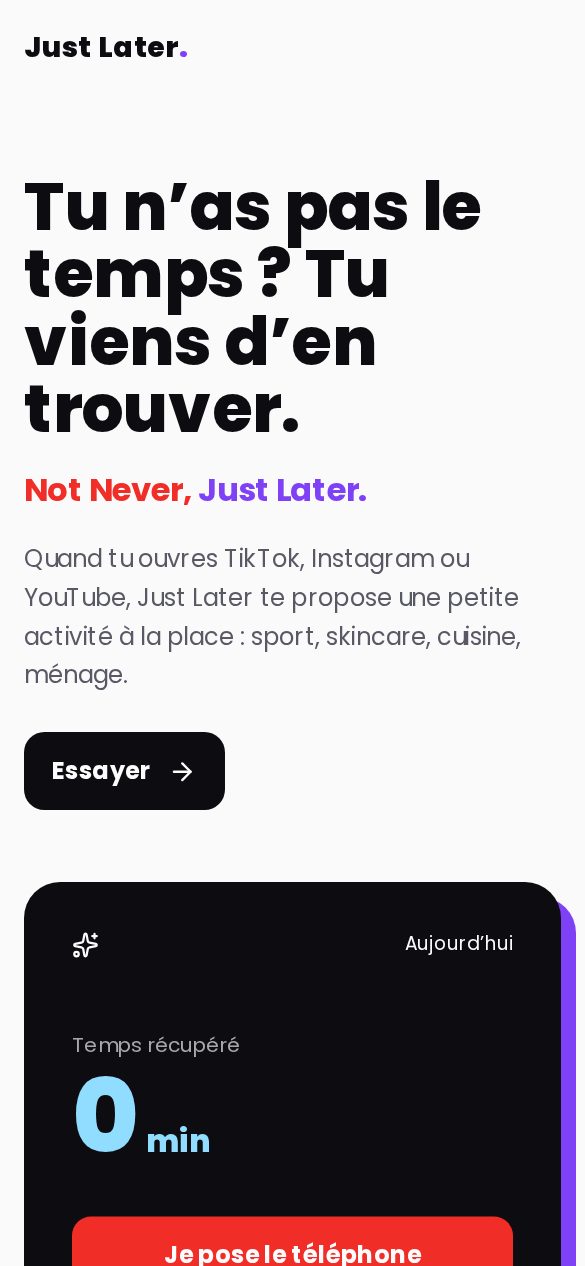 Just Later.
Tu n’as pas le
temps ? Tu
viens d’en
trouver.
Not Never, Just Later.
Quand tu ouvres TikTok, Instagram ou
YouTube, Just Later te propose une petite
activité à la place : sport, skincare, cuisine,
ménage.
Essayer
Aujourd’hui
Temps récupéré
0 min
Je pose le téléphone